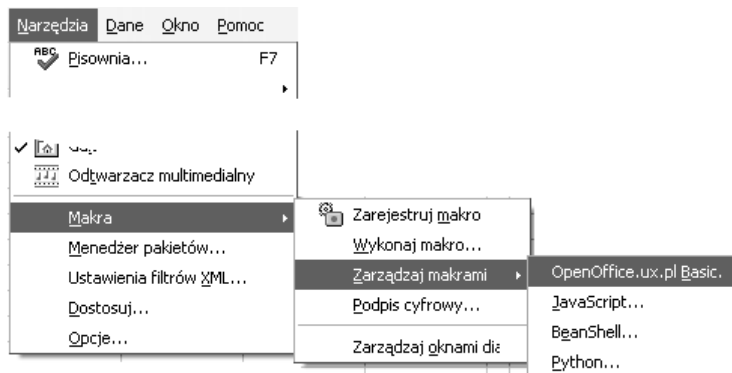 Narzędzia Dane Okno Pomoc
ABC Pisownia... F7
Odtwarzacz multimedialny
Makra
Menedżer pakietów...
Ustawienia filtrów XML...
Dostosuj...
Opcje...
Zarejestruj makro
Wykonaj makro...
Zarządzaj makrami
Podpis cyfrowy...
Zarządzaj oknami dia
OpenOffice.ux.pl Basic.
JavaScript...
BeanShell...
Python...